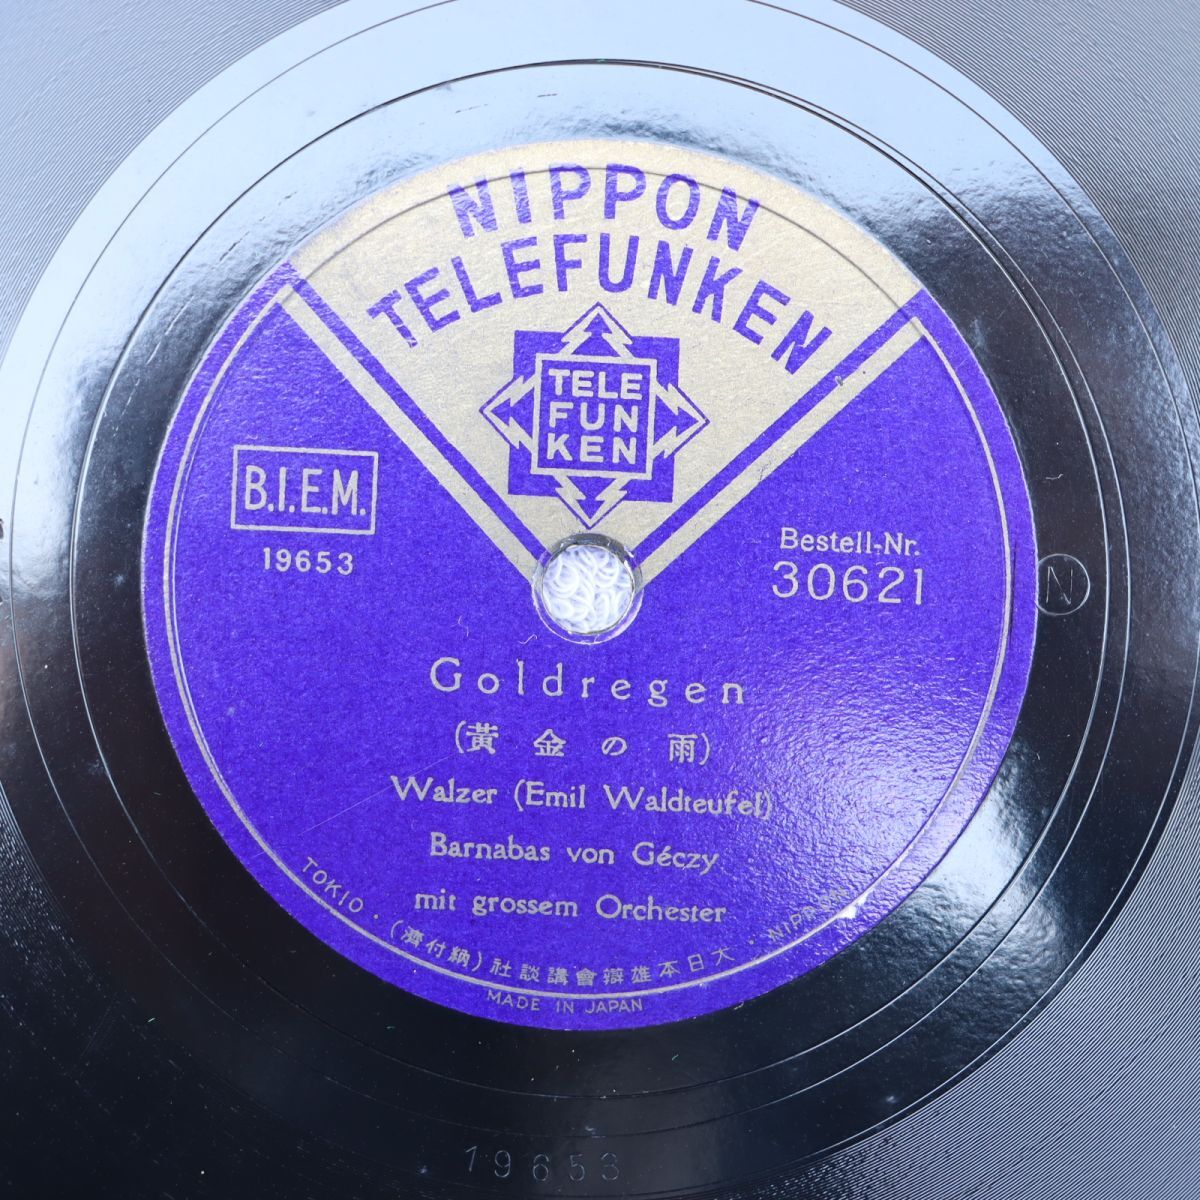 NIPPON
TELEFUNKEN
TELE
FUN
KEN
B.I.E.M.
19653
Bestell-Nr.
30621
Goldregen
(黃金の雨)
Walzer (Emil Waldteufel)
Barnabas von Géczy
mit grossem Orchester
TOKIO・(濟付納)社談講會辯雄本日大・NIPPON
MADE IN JAPAN
N
19653